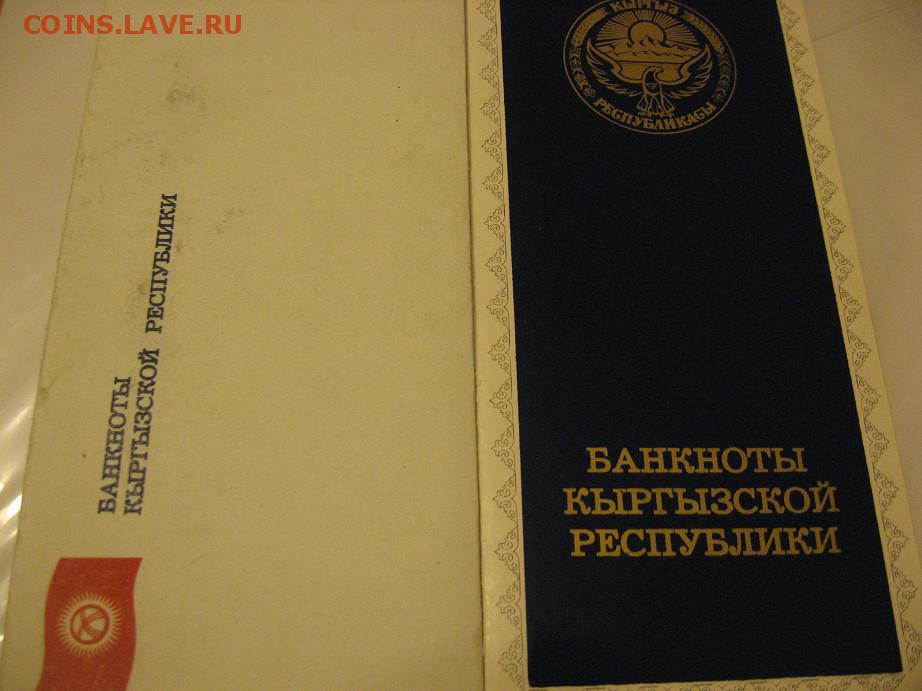 COINS.LAVE.RU
БАНКНОТЫ
КЫРГЫЗСКОЙ РЕСПУБЛИКИ
КЫРГЫЗ
РЕСПУБЛИКАСЫ
БАНКНОТЫ
КЫРГЫЗСКОЙ
РЕСПУБЛИКИ